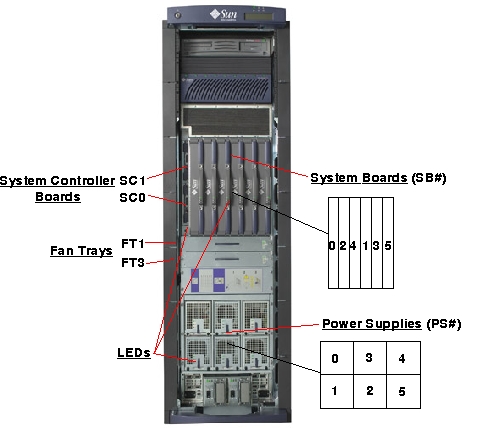 Sun
System Controller
Boards
SC1
SC0
System Boards (SB#)
0 2 4 1 3 5
Fan Trays
FT1
FT3
LEDs
Power Supplies (PS#)
0 3 4
1 2 5